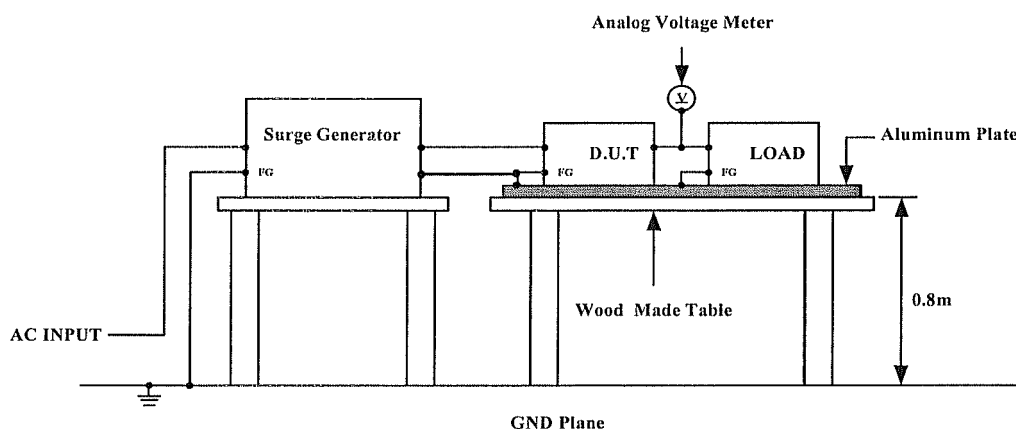 Analog Voltage Meter
V
Surge Generator
D.U.T
LOAD
Aluminum Plate
FG
FG
FG
Wood Made Table
0.8m
AC INPUT
GND Plane